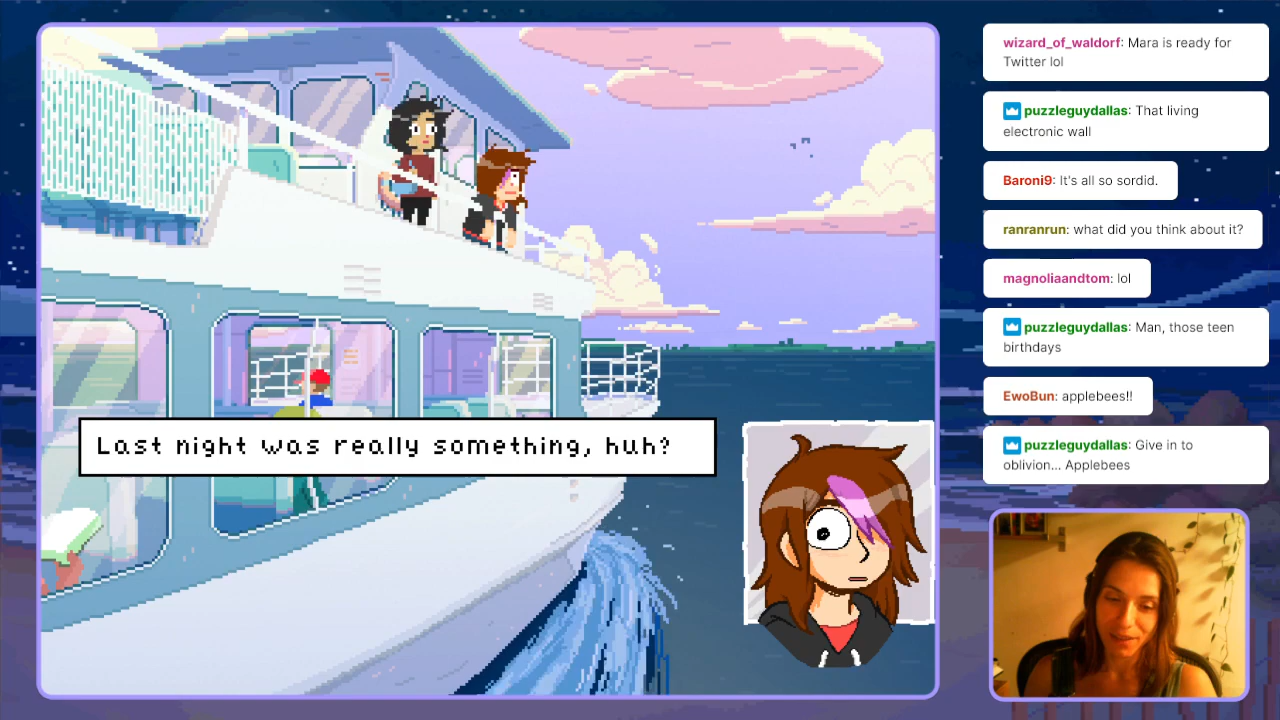 Last night was really something, huh?
wizard_of_waldorf: Mara is ready for
Twitter lol
puzzleguydallas: That living
electronic wall
Baroni9: It's all so sordid.
ranranrun: what did you think about it?
magnoliaandtom: lol
puzzleguydallas: Man, those teen
birthdays
EwoBun: applebees!!
puzzleguydallas: Give in to
oblivion... Applebees